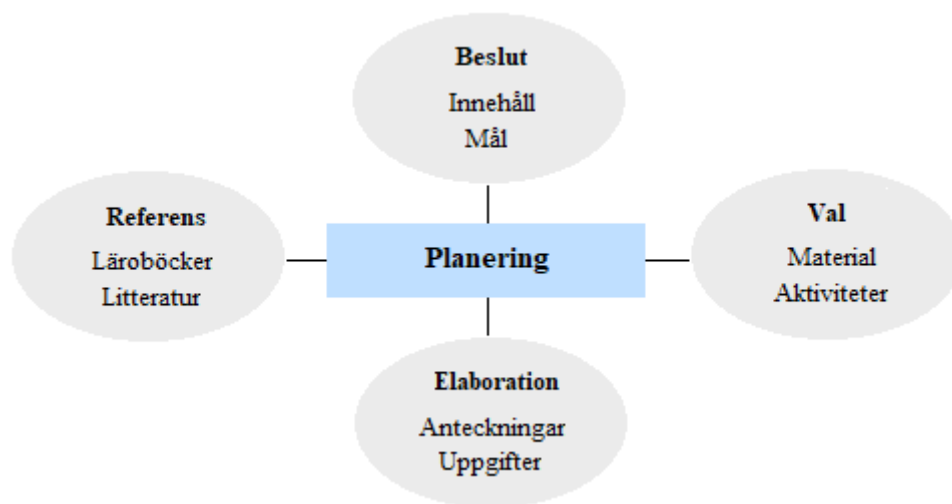 Beslut
Innehåll
Mål
Referens
Läroböcker
Litteratur
Planering
Val
Material
Aktiviteter
Elaboration
Anteckningar
Uppgifter